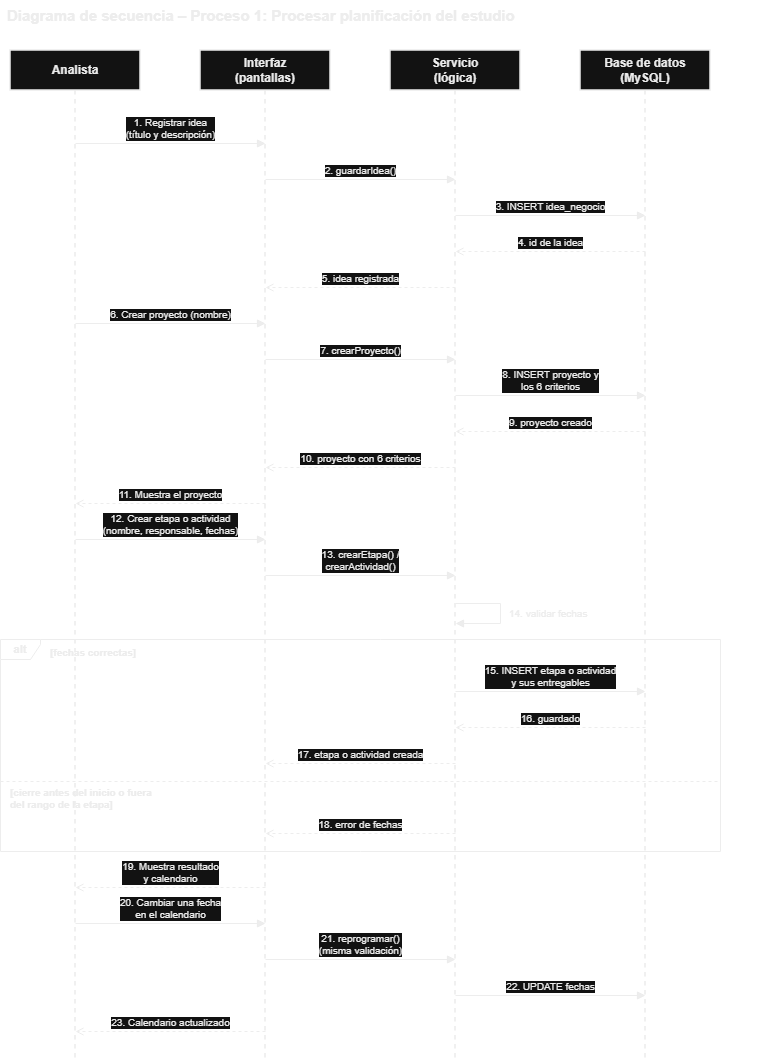 Diagrama de secuencia – Proceso 1: Procesar planificación del estudio
Analista
Interfaz
(pantallas)
Servicio
(lógica)
Base de datos
(MySQL)
1. Registrar idea
(título y descripción)
2. guardarIdea()
3. INSERT idea_negocio
4. id de la idea
5. idea registrada
6. Crear proyecto (nombre)
7. crearProyecto()
8. INSERT proyecto y
los 6 criterios
9. proyecto creado
10. proyecto con 6 criterios
11. Muestra el proyecto
12. Crear etapa o actividad
(nombre, responsable, fechas)
13. crearEtapa() /
crearActividad()
14. validar fechas
alt
[fechas correctas]
15. INSERT etapa o actividad
y sus entregables
16. guardado
17. etapa o actividad creada
[cierre antes del inicio o fuera
del rango de la etapa]
18. error de fechas
19. Muestra resultado
y calendario
20. Cambiar una fecha
en el calendario
21. reprogramar()
(misma validación)
22. UPDATE fechas
23. Calendario actualizado